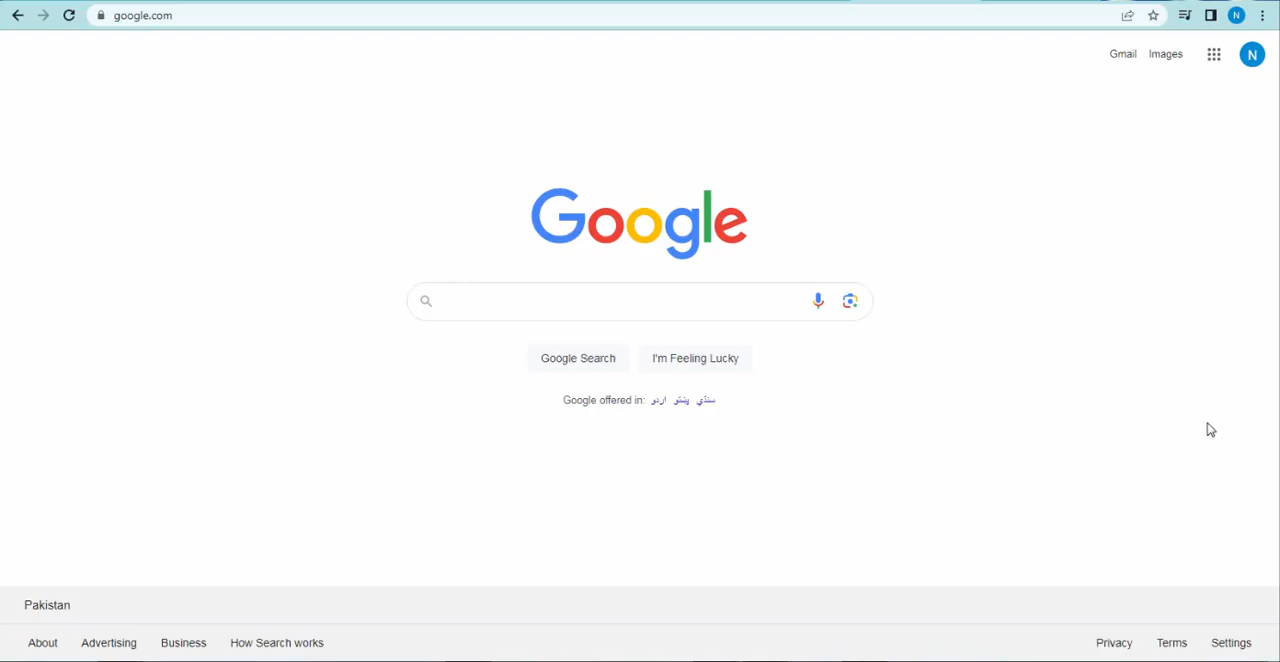 google.com
N
Gmail Images
N
Google
Google Search I'm Feeling Lucky
Google offered in: اردو پښتو سنڌي
Pakistan
About Advertising Business How Search works
Privacy Terms Settings